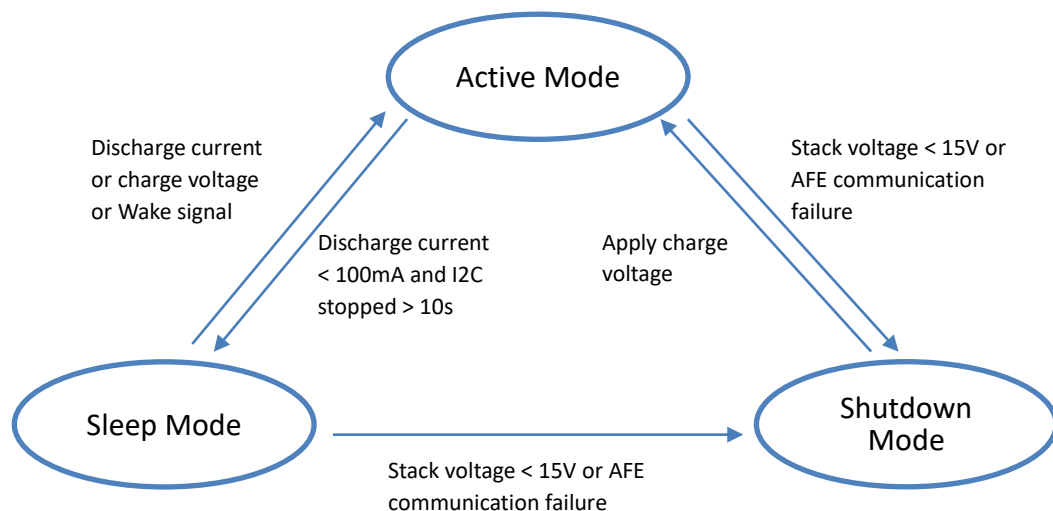 Active Mode
Discharge current
or charge voltage
or Wake signal
Stack voltage < 15V or
AFE communication
failure
Discharge current
< 100mA and I2C
stopped > 10s
Apply charge
voltage
Sleep Mode
Shutdown
Mode
Stack voltage < 15V or AFE
communication failure